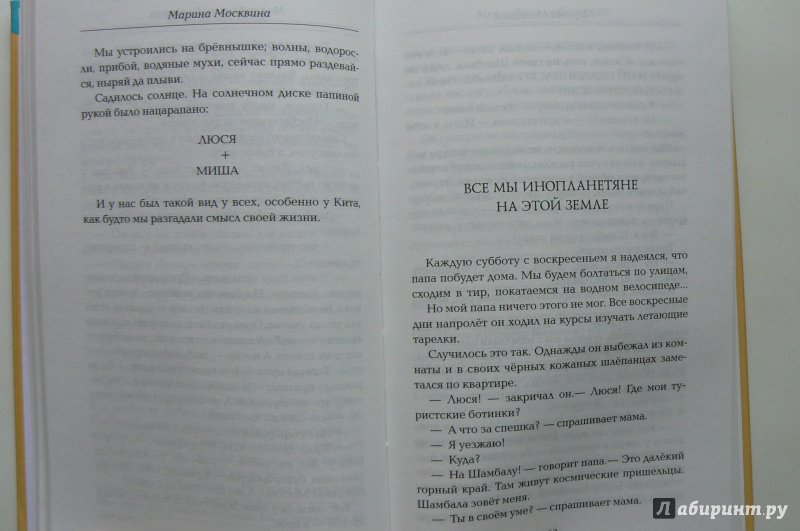 Марина Москвина
Мы устроились на брёвнышке; волны, водорос-
ли, прибой, водяные мухи, сейчас прямо раздевай-
ся, ныряй да плыви.
Садилось солнце. На солнечном диске папиной
рукой было нацарапано:
ЛЮСЯ
+
МИША
И у нас был такой вид у всех, особенно у Кита,
как будто мы разгадали смысл своей жизни.
ВСЕ МЫ ИНОПЛАНЕТЯНЕ
НА ЭТОЙ ЗЕМЛЕ
Каждую субботу с воскресеньем я надеялся, что
папа побудет дома. Мы будем болтаться по улицам,
сходим в тир, покатаемся на водном велосипеде...
Но мой папа ничего этого не мог. Все воскресные
дни напролёт он ходил на курсы изучать летающие
тарелки.
Случилось это так. Однажды он выбежал из ком-
наты и в своих чёрных кожаных шлёпанцах заме-
тался по квартире.
— Люся! — закричал он.— Люся! Где мои ту-
ристские ботинки?
— А что за спешка? — спрашивает мама.
— Я уезжаю!
— Куда?
— На Шамбалу! — говорит папа.— Это далёкий
горный край. Там живут космические пришельцы.
Шамбала зовёт меня.
— Ты в своём уме? — спрашивает мама.
Лабиринт.ру